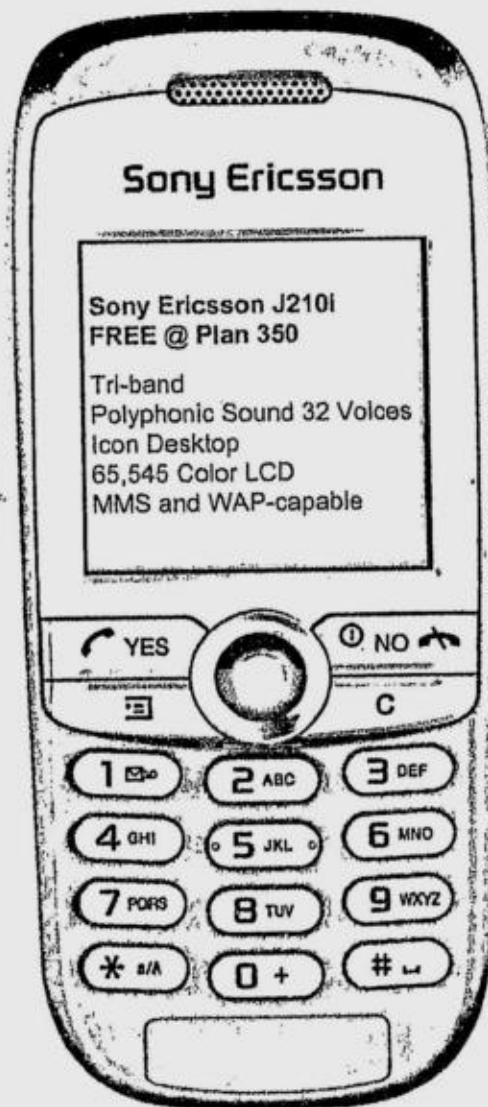 Sony Ericsson
Sony Ericsson J210i
FREE @ Plan 350
Tri-band
Polyphonic Sound 32 Voices
Icon Desktop
65,545 Color LCD
MMS and WAP-capable
YES
NO
C
1
2 ABC
3 DEF
4 GHI
5 JKL
6 MNO
7 PQRS
8 TUV
9 WXYZ
* a/A
0 +
#